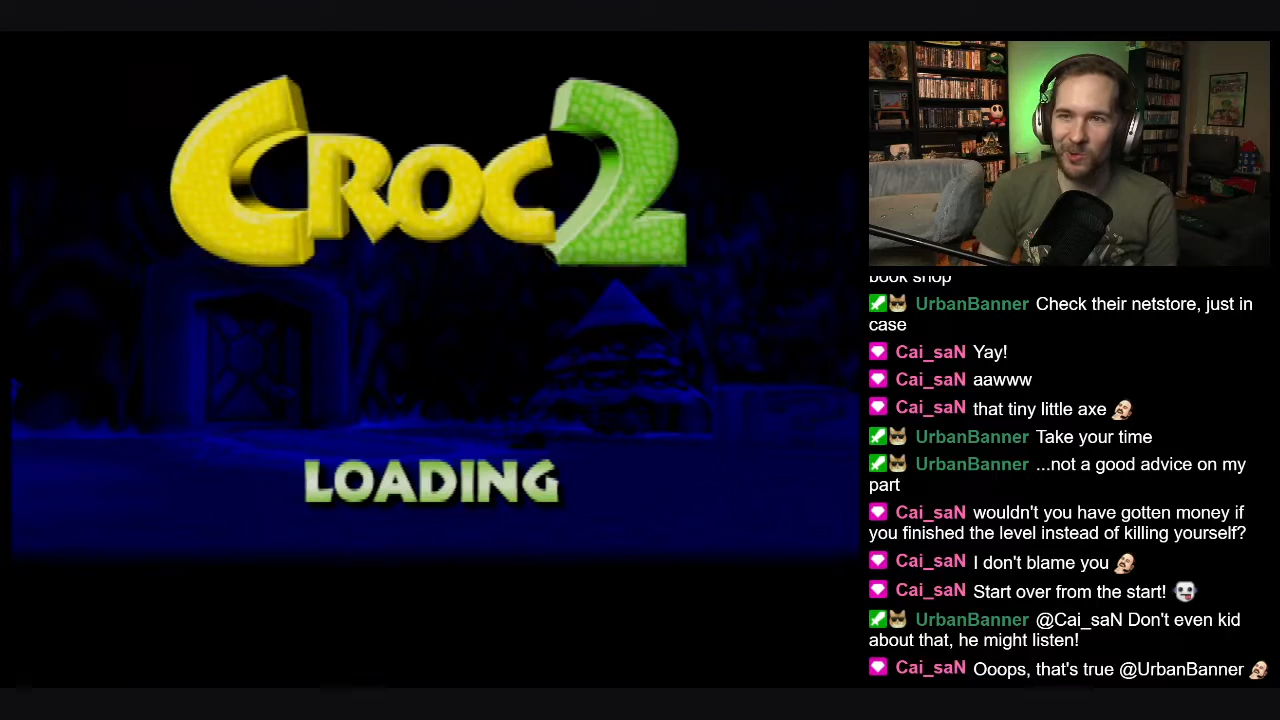 CROC 2
LOADING
book shop
UrbanBanner Check their netstore, just in
case
Cai_saN Yay!
Cai_saN aawww
Cai_saN that tiny little axe
UrbanBanner Take your time
UrbanBanner ...not a good advice on my
part
Cai_saN wouldn't you have gotten money if
you finished the level instead of killing yourself?
Cai_saN I don't blame you
Cai_saN Start over from the start!
UrbanBanner @Cai_saN Don't even kid
about that, he might listen!
Cai_saN Ooops, that's true @UrbanBanner